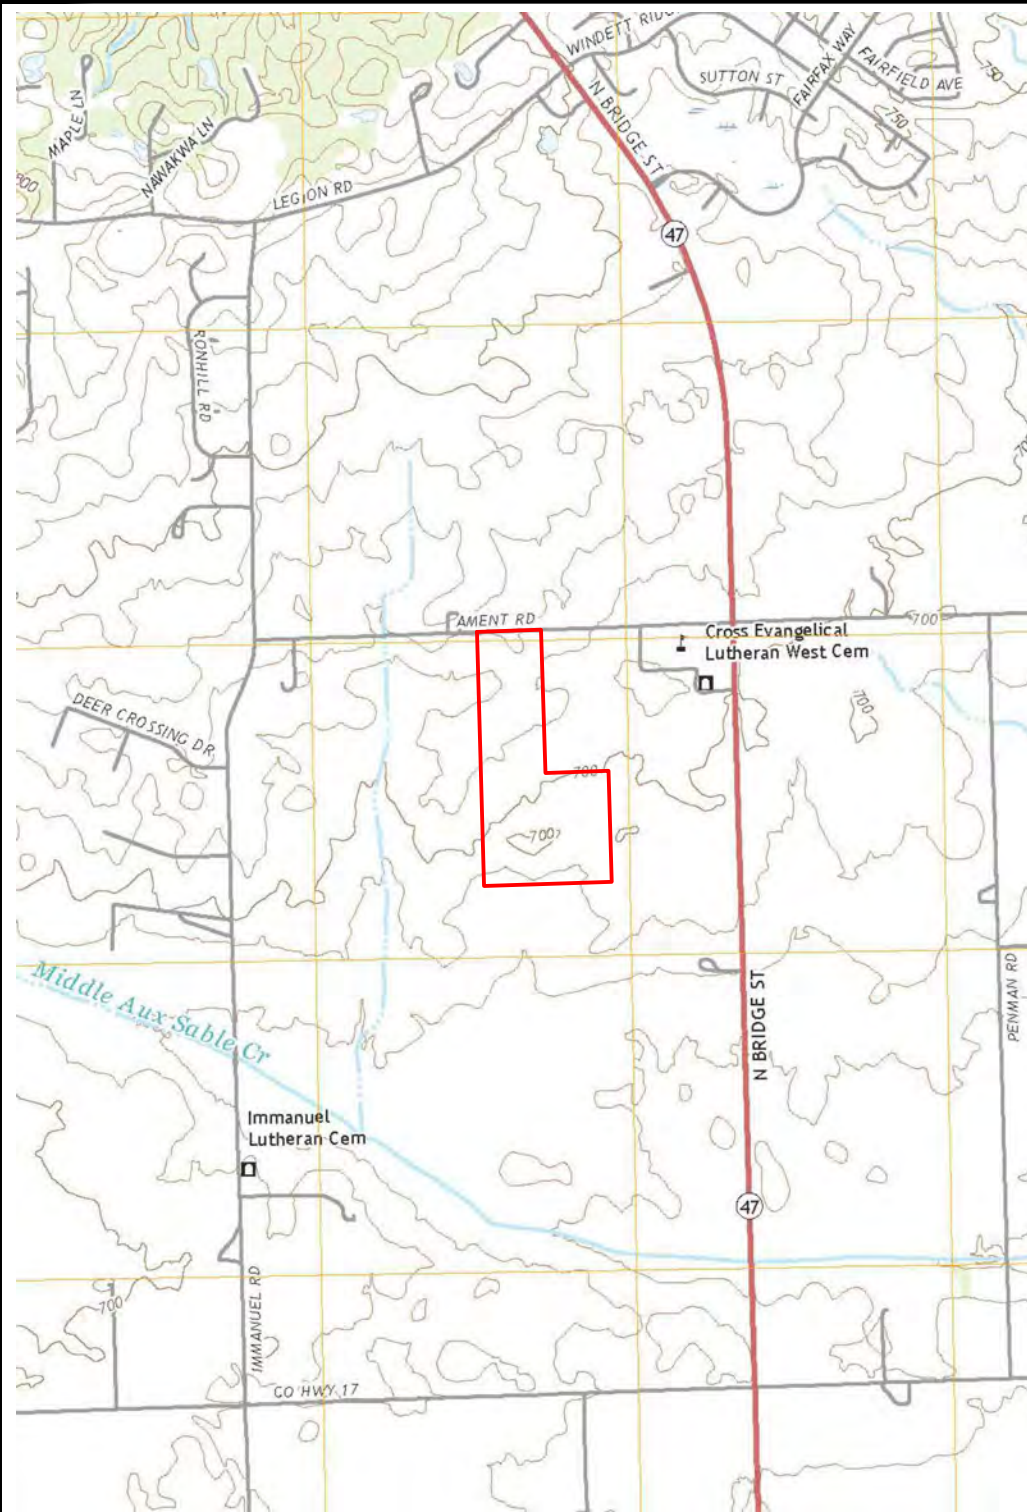 WINDETT RIDG
SUTTON ST
FAIRFAX WAY
FAIRFIELD AVE
750
750
N BRIDGE ST
MAPLE LN
NAWAKWA LN
800
LEGION RD
47
RONHILL RD
70
AMENT RD
700
Cross Evangelical
Lutheran West Cem
DEER CROSSING DR
700
700
700
Middle Aux Sable Cr
PENMAN RD
N BRIDGE ST
Immanuel
Lutheran Cem
47
700
IMMANUEL RD
CO HWY 17